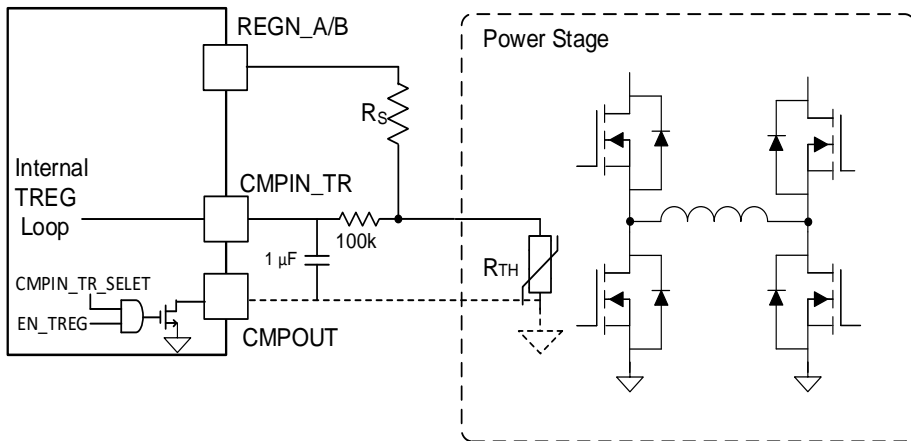 REGN_A/B
Power Stage
RS
Internal
TREG
Loop
CMPIN_TR
100k
1 µF
RTH
CMPIN_TR_SELET
EN_TREG
CMPOUT